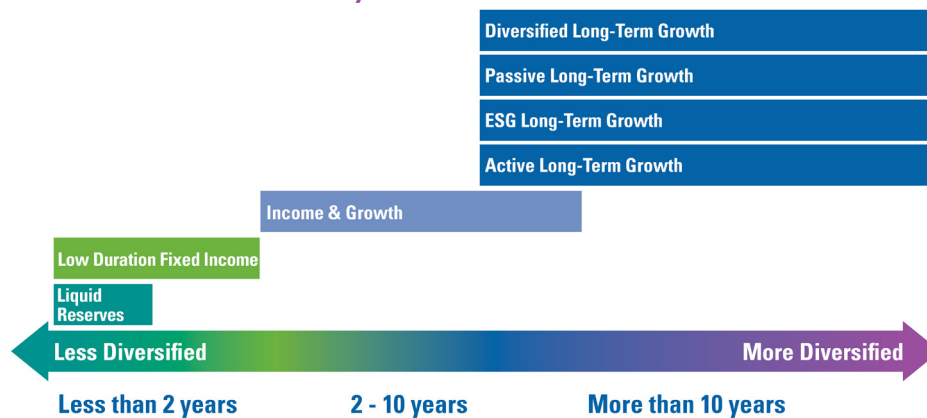 Diversified Long-Term Growth
Passive Long-Term Growth
ESG Long-Term Growth
Active Long-Term Growth
Income & Growth
Low Duration Fixed Income
Liquid
Reserves
Less Diversified
More Diversified
Less than 2 years
2 - 10 years
More than 10 years